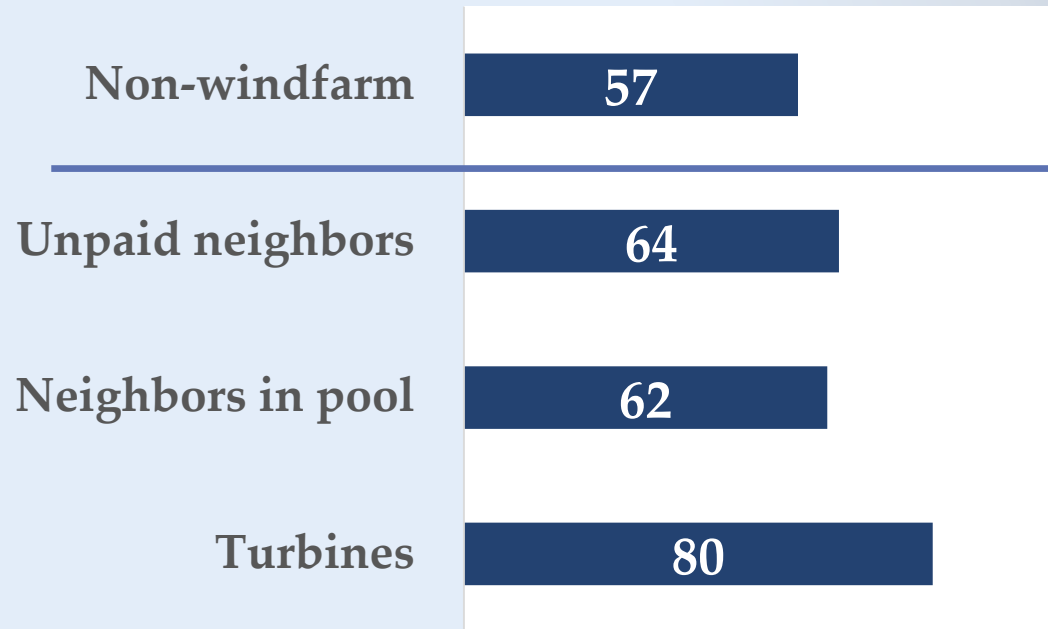 Non-windfarm 57
Unpaid neighbors 64
Neighbors in pool 62
Turbines 80